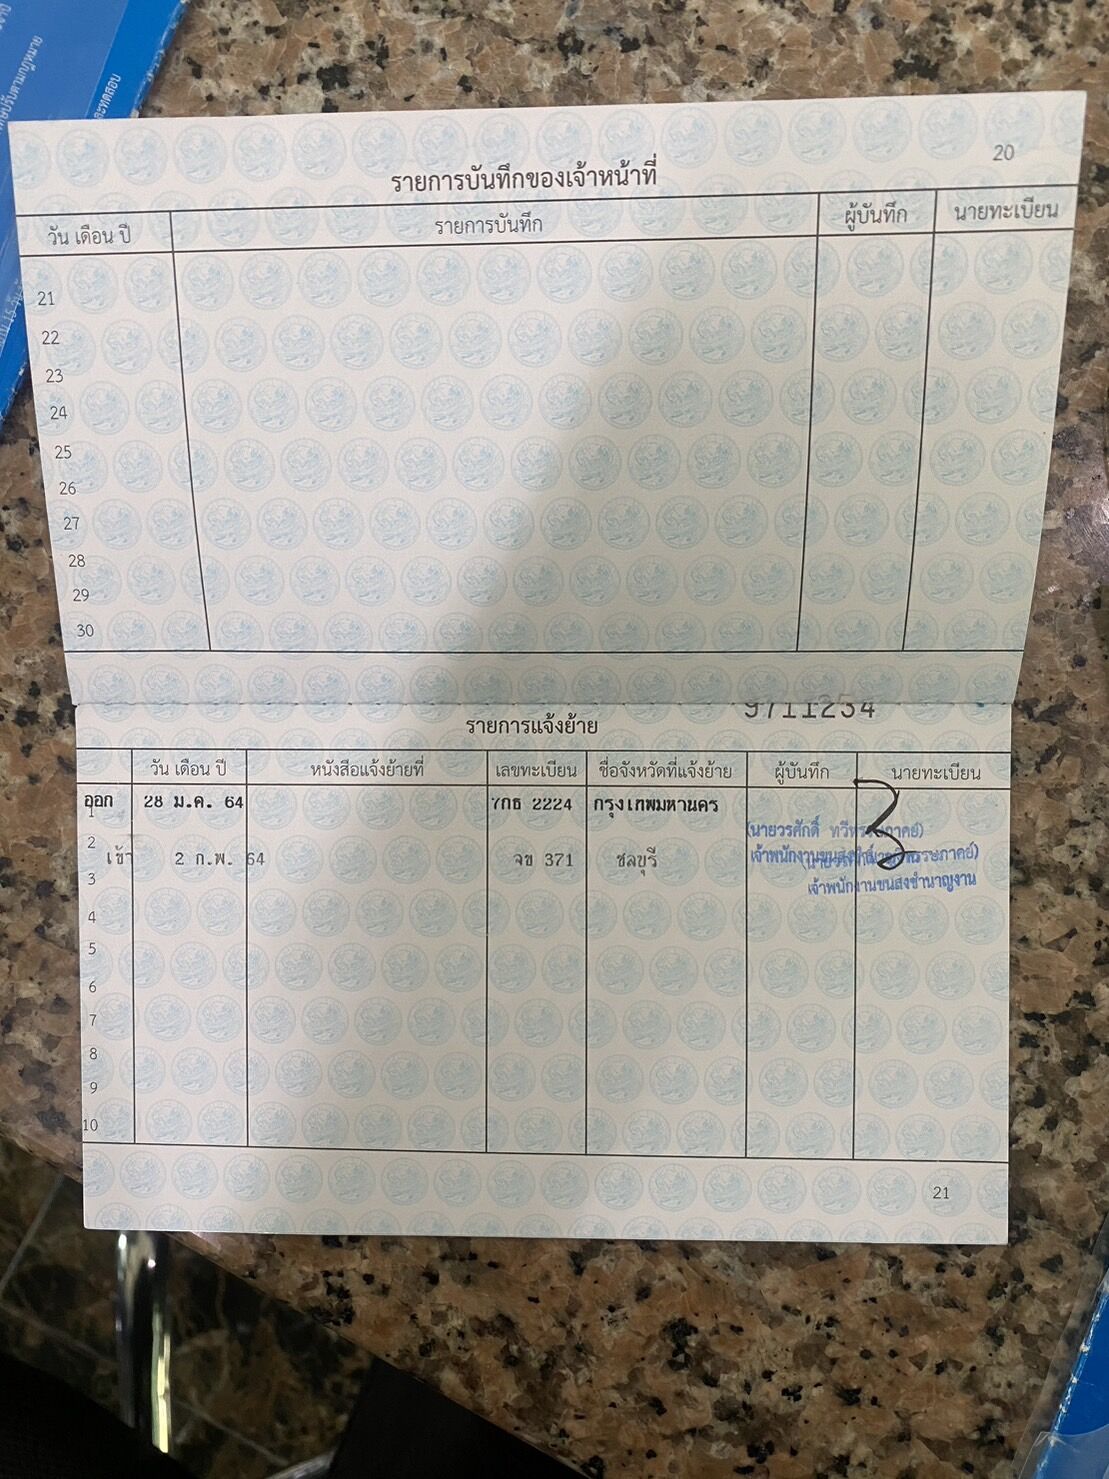 20
รายการบันทึกของเจ้าหน้าที่
วัน เดือน ปี รายการบันทึก ผู้บันทึก นายทะเบียน
21
22
23
24
25
26
27
28
29
30
9711254
รายการแจ้งย้าย
วัน เดือน ปี หนังสือแจ้งย้ายที่ เลขทะเบียน ชื่อจังหวัดที่แจ้งย้าย ผู้บันทึก นายทะเบียน
ออก 28 ม.ค. 64 7กธ 2224 กรุงเทพมหานคร
1
(นายวรศักดิ์
2
เข้า 2 ก.พ. 64 จข 371 ชลบุรี
เจ้าพนักงานขนส่งชำนาญงาน
3
4
5
6
7
8
9
10
21